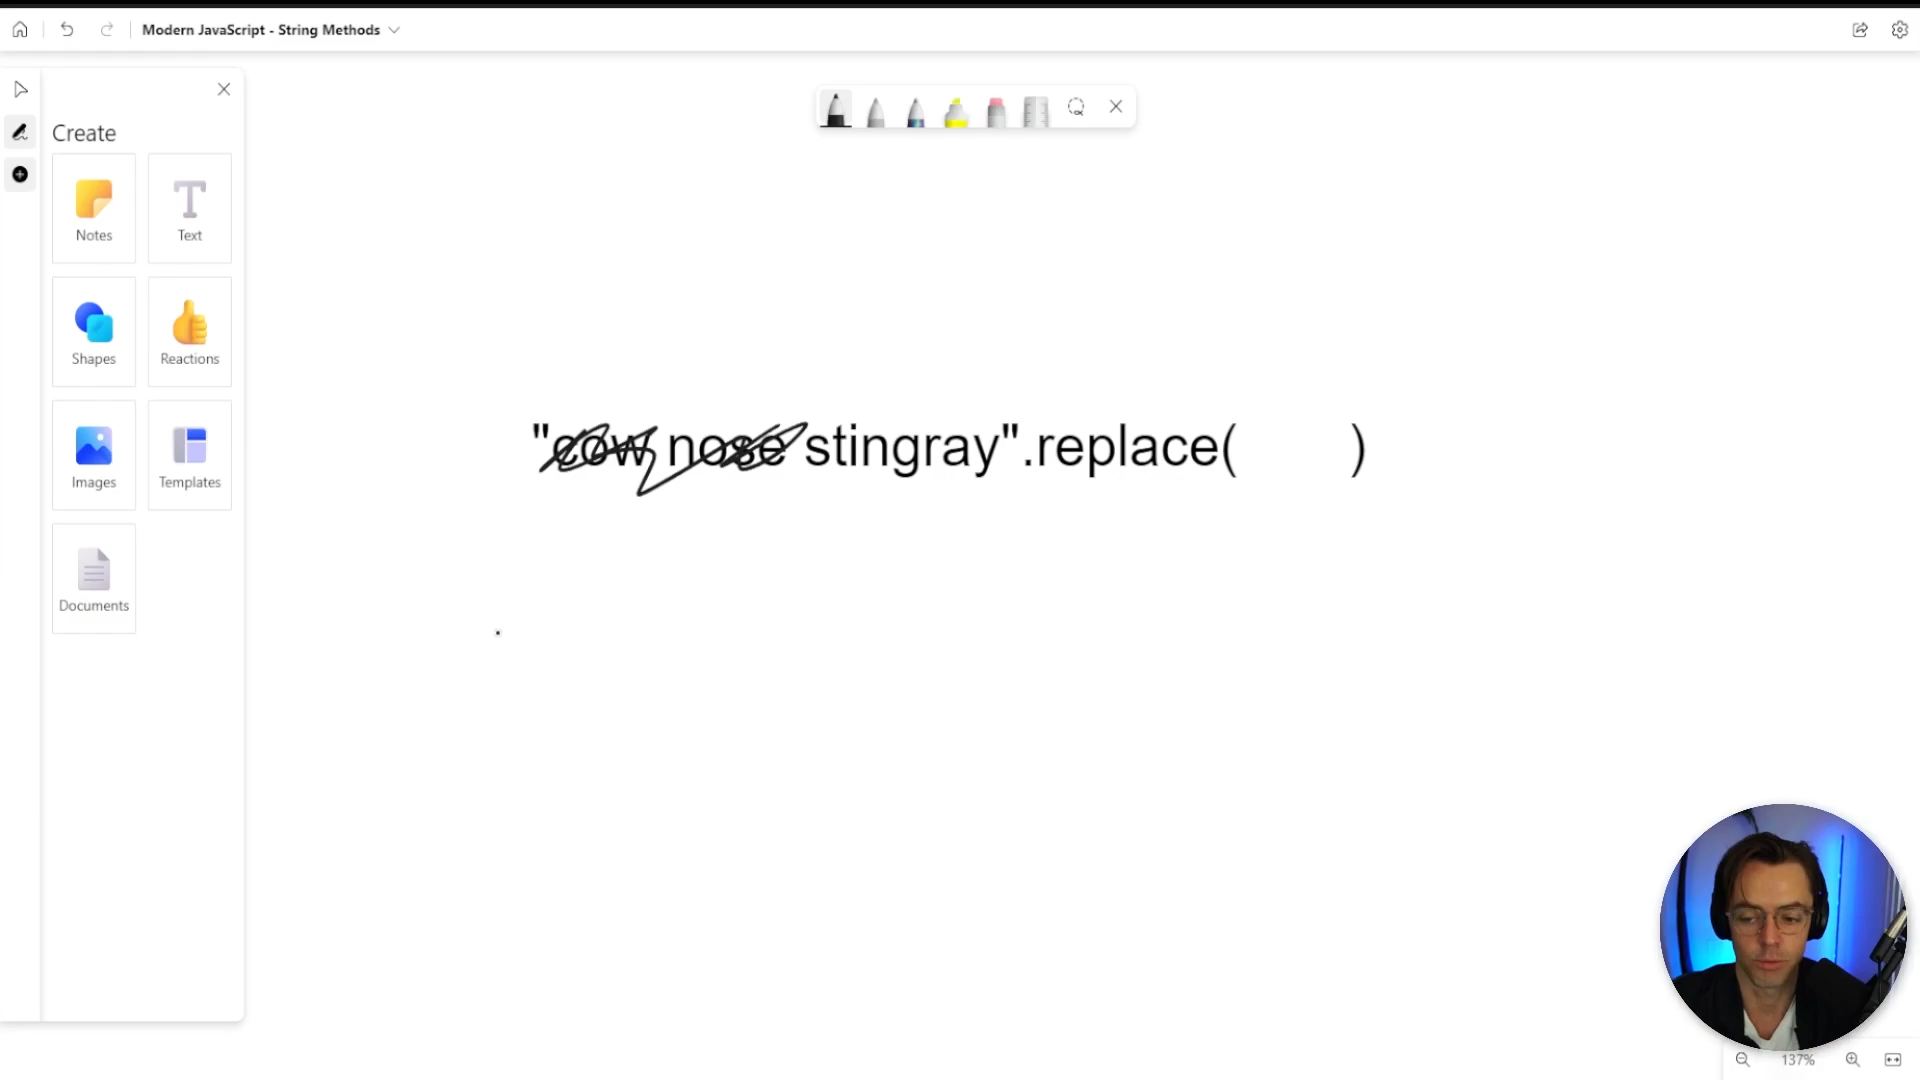 Modern JavaScript - String Methods
Create
Notes
Text
Shapes
Reactions
Images
Templates
Documents
"cow nose stingray".replace( )
137%